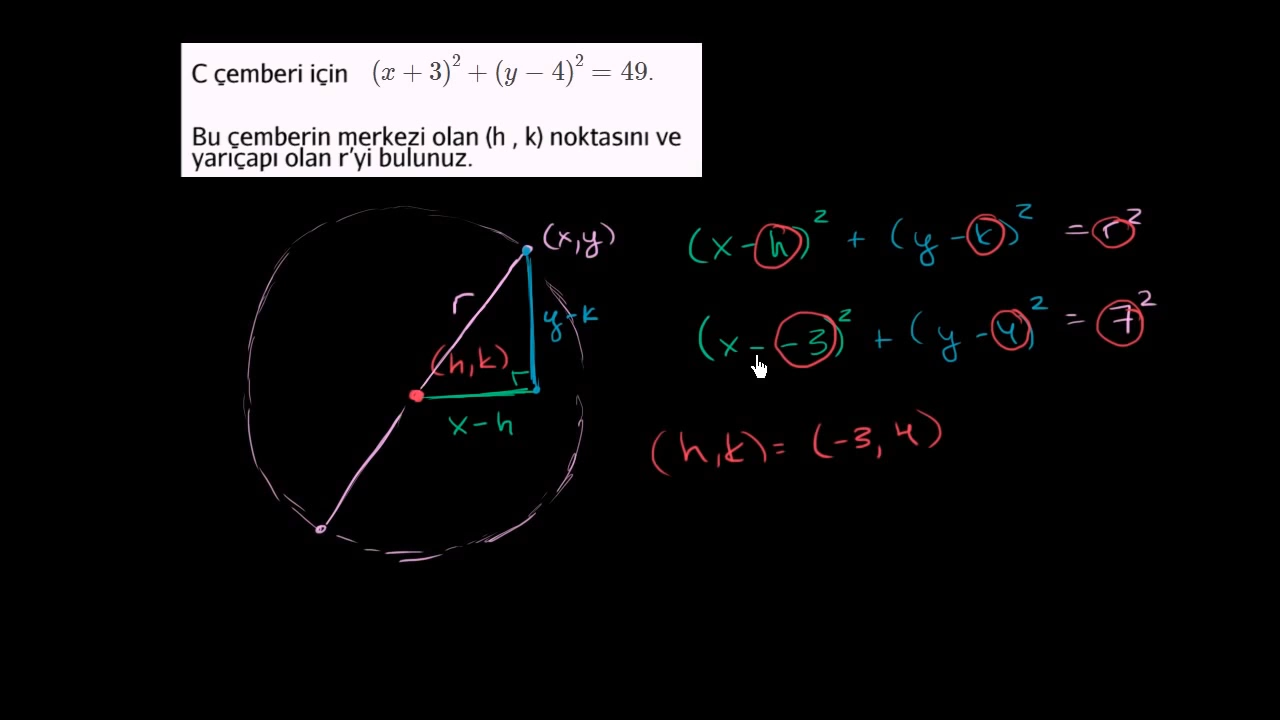 C çemberi için (x + 3)² + (y − 4)² = 49.
Bu çemberin merkezi olan (h , k) noktasını ve
yarıçapı olan r'yi bulunuz.
(x,y)
r
y-k
(h,k)
x-h
(x-h)² + (y-k)² = r²
(x - -3)² + (y-4)² = 7²
(h,k) = (-3,4)